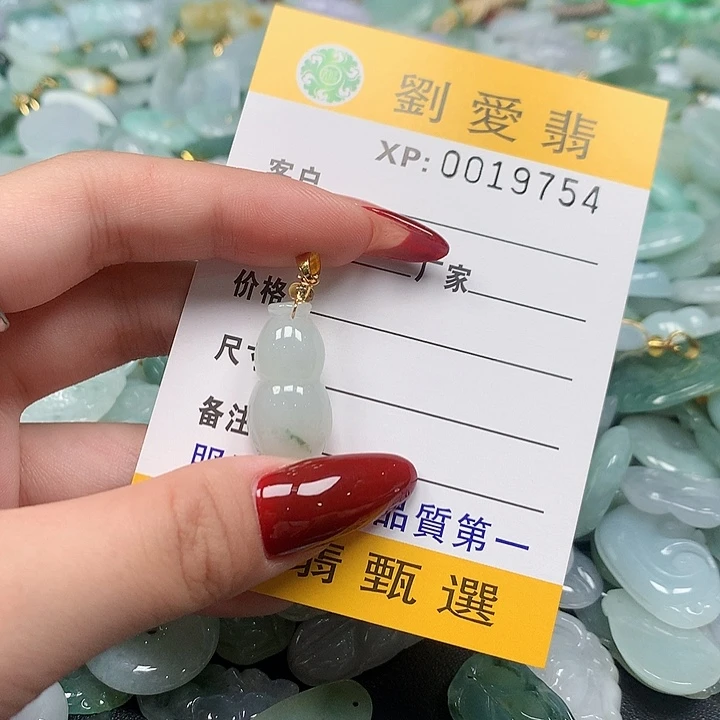 劉愛翡
XP: 0019754
客户
厂家
价格
尺寸
备注
品質第一
翡甄選